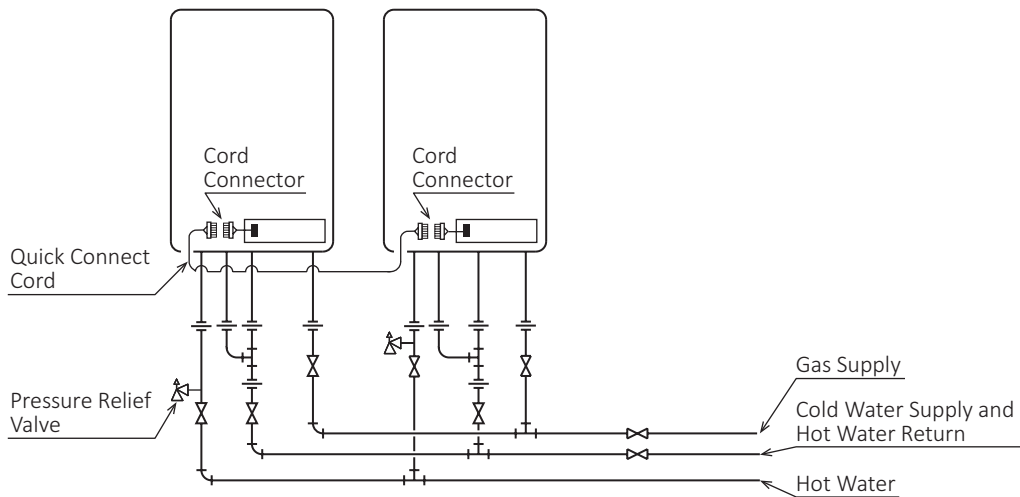 Cord
Connector
Cord
Connector
Quick Connect
Cord
Pressure Relief
Valve
Gas Supply
Cold Water Supply and
Hot Water Return
Hot Water